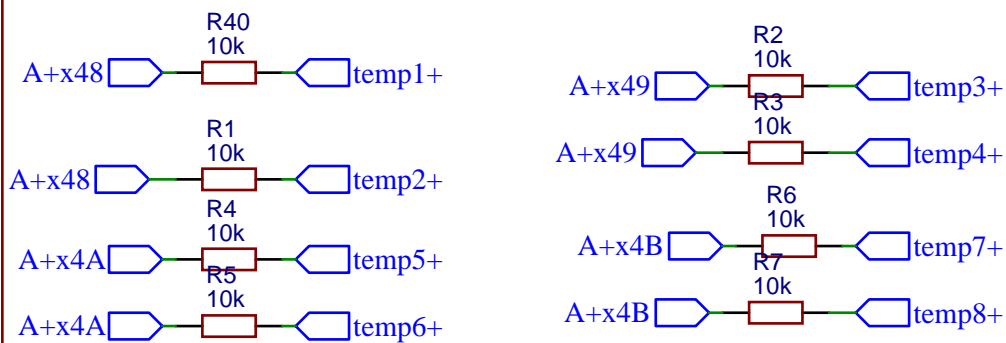 R40
10k
A+x48 temp1+
R1
10k
A+x48 temp2+
R4
10k
A+x4A temp5+
R5
10k
A+x4A temp6+
R2
10k
A+x49 temp3+
R3
10k
A+x49 temp4+
R6
10k
A+x4B temp7+
R7
10k
A+x4B temp8+